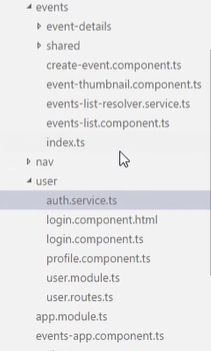 events
event-details
shared
create-event.component.ts
event-thumbnail.component.ts
events-list-resolver.service.ts
events-list.component.ts
index.ts
nav
user
auth.service.ts
login.component.html
login.component.ts
profile.component.ts
user.module.ts
user.routes.ts
app.module.ts
events-app.component.ts